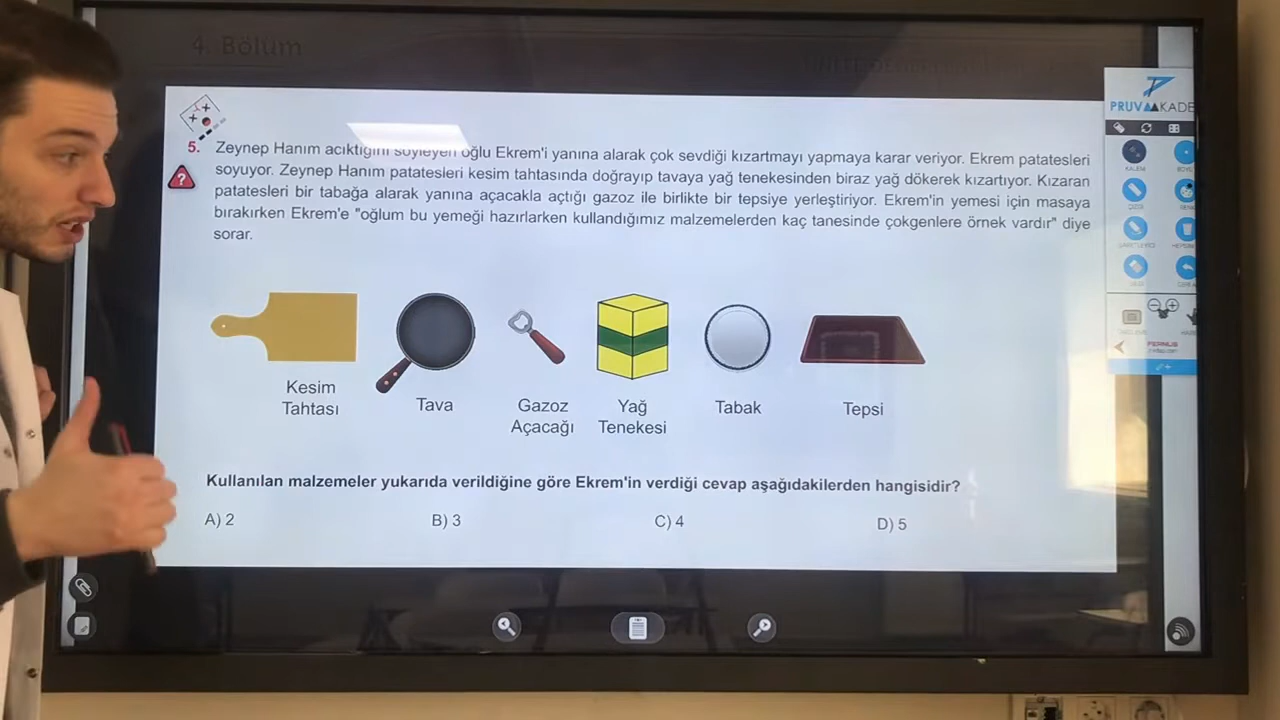 4. Bölüm
PRUVA AKADE
5. Zeynep Hanım acıktığını söyleyen oğlu Ekrem'i yanına alarak çok sevdiği kızartmayı yapmaya karar veriyor. Ekrem patatesleri
soyuyor. Zeynep Hanım patatesleri kesim tahtasında doğrayıp tavaya yağ tenekesinden biraz yağ dökerek kızartıyor. Kızaran
patatesleri bir tabağa alarak yanına açacakla açtığı gazoz ile birlikte bir tepsiye yerleştiriyor. Ekrem'in yemesi için masaya
bırakırken Ekrem'e "oğlum bu yemeği hazırlarken kullandığımız malzemelerden kaç tanesinde çokgenlere örnek vardır" diye
sorar.
Kesim
Tahtası
Tava
Gazoz
Açacağı
Yağ
Tenekesi
Tabak
Tepsi
Kullanılan malzemeler yukarıda verildiğine göre Ekrem'in verdiği cevap aşağıdakilerden hangisidir?
A) 2
B) 3
C) 4
D) 5
KALEM
FERNUS